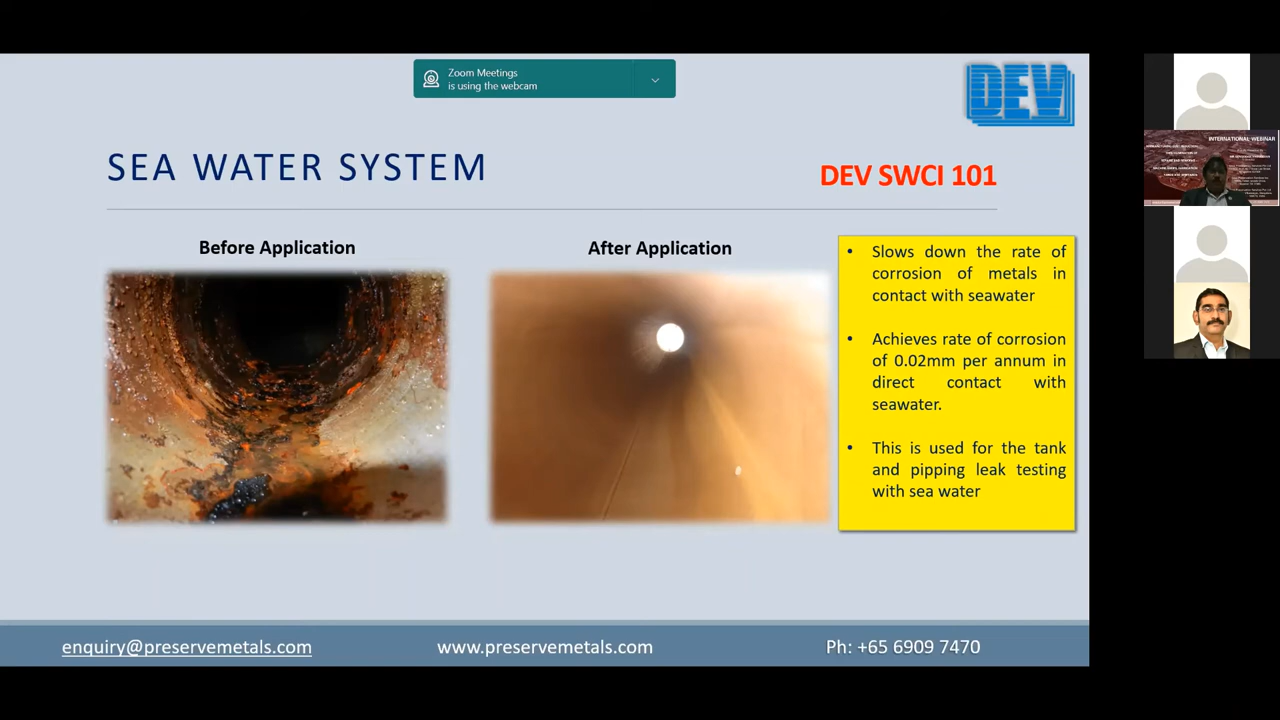 Zoom Meetings
is using the webcam
DEV
SEA WATER SYSTEM
DEV SWCI 101
Before Application
After Application
• Slows down the rate of
corrosion of metals in
contact with seawater
• Achieves rate of corrosion
of 0.02mm per annum in
direct contact with
seawater.
• This is used for the tank
and pipping leak testing
with sea water
INTERNATIONAL WEBINAR
enquiry@preservemetals.com
www.preservemetals.com
Ph: +65 6909 7470